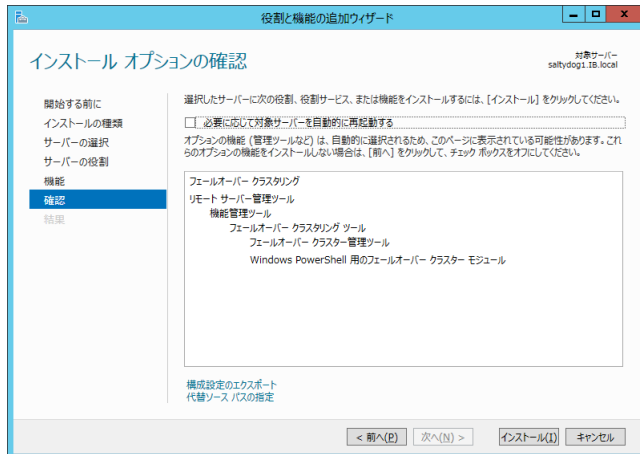 役割と機能の追加ウィザード
インストール オプションの確認
対象サーバー
saltydog1.IB.local
開始する前に
インストールの種類
サーバーの選択
サーバーの役割
機能
確認
結果
選択したサーバーに次の役割、役割サービス、または機能をインストールするには、[インストール] をクリックしてください。
必要に応じて対象サーバーを自動的に再起動する
オプションの機能 (管理ツールなど) は、自動的に選択されるため、このページに表示されている可能性があります。これ
らのオプションの機能をインストールしない場合は、[前へ] をクリックして、チェック ボックスをオフにしてください。
フェールオーバー クラスタリング
リモート サーバー管理ツール
機能管理ツール
フェールオーバー クラスタリング ツール
フェールオーバー クラスター管理ツール
Windows PowerShell 用のフェールオーバー クラスター モジュール
構成設定のエクスポート
代替ソース パスの指定
< 前へ(P)
次へ(N) >
インストール(I)
キャンセル